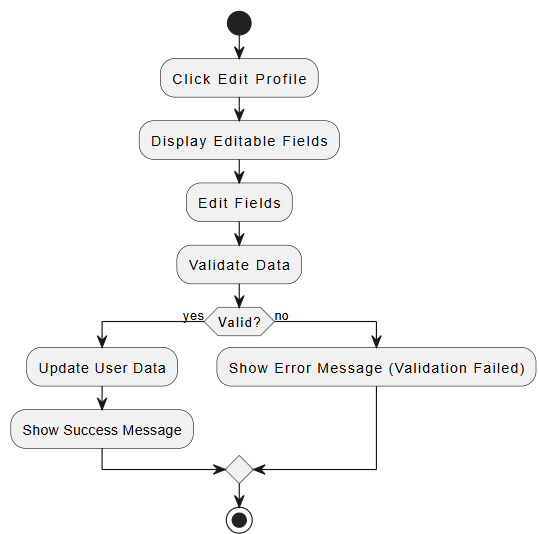 Click Edit Profile
Display Editable Fields
Edit Fields
Validate Data
yes
Valid?
no
Update User Data
Show Error Message (Validation Failed)
Show Success Message